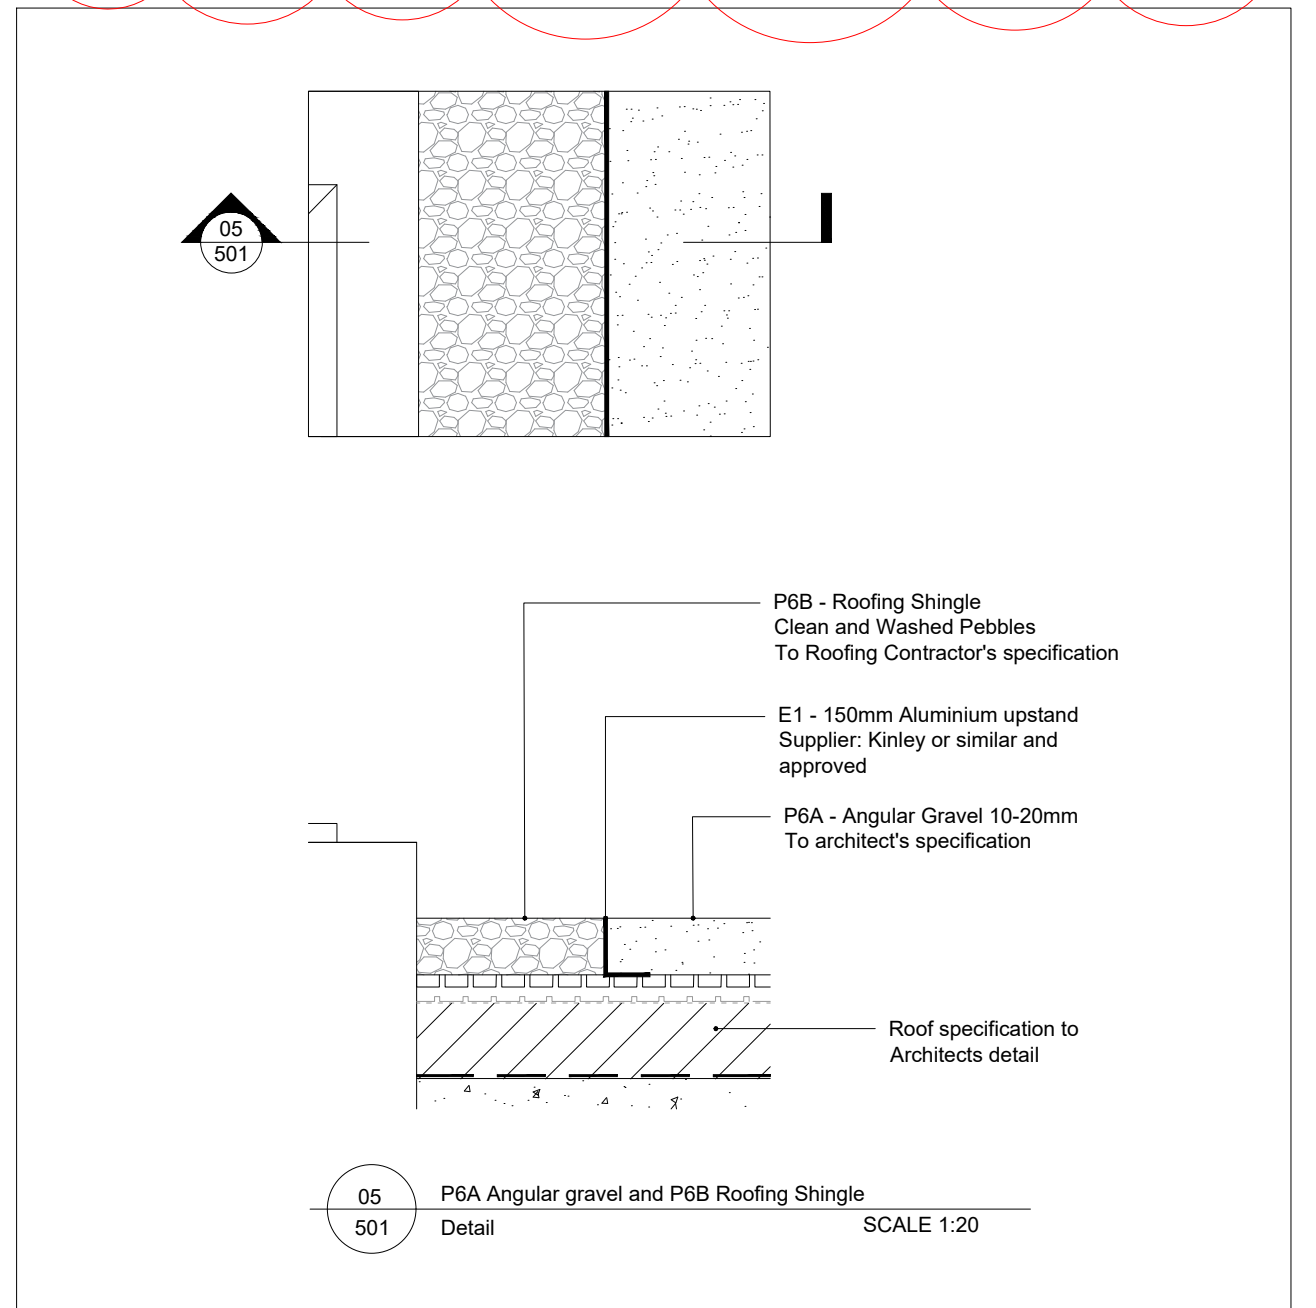 05
501
P6B - Roofing Shingle
Clean and Washed Pebbles
To Roofing Contractor's specification
E1 - 150mm Aluminium upstand
Supplier: Kinley or similar and
approved
P6A - Angular Gravel 10-20mm
To architect's specification
Roof specification to
Architects detail
05
501
P6A Angular gravel and P6B Roofing Shingle
Detail
SCALE 1:20